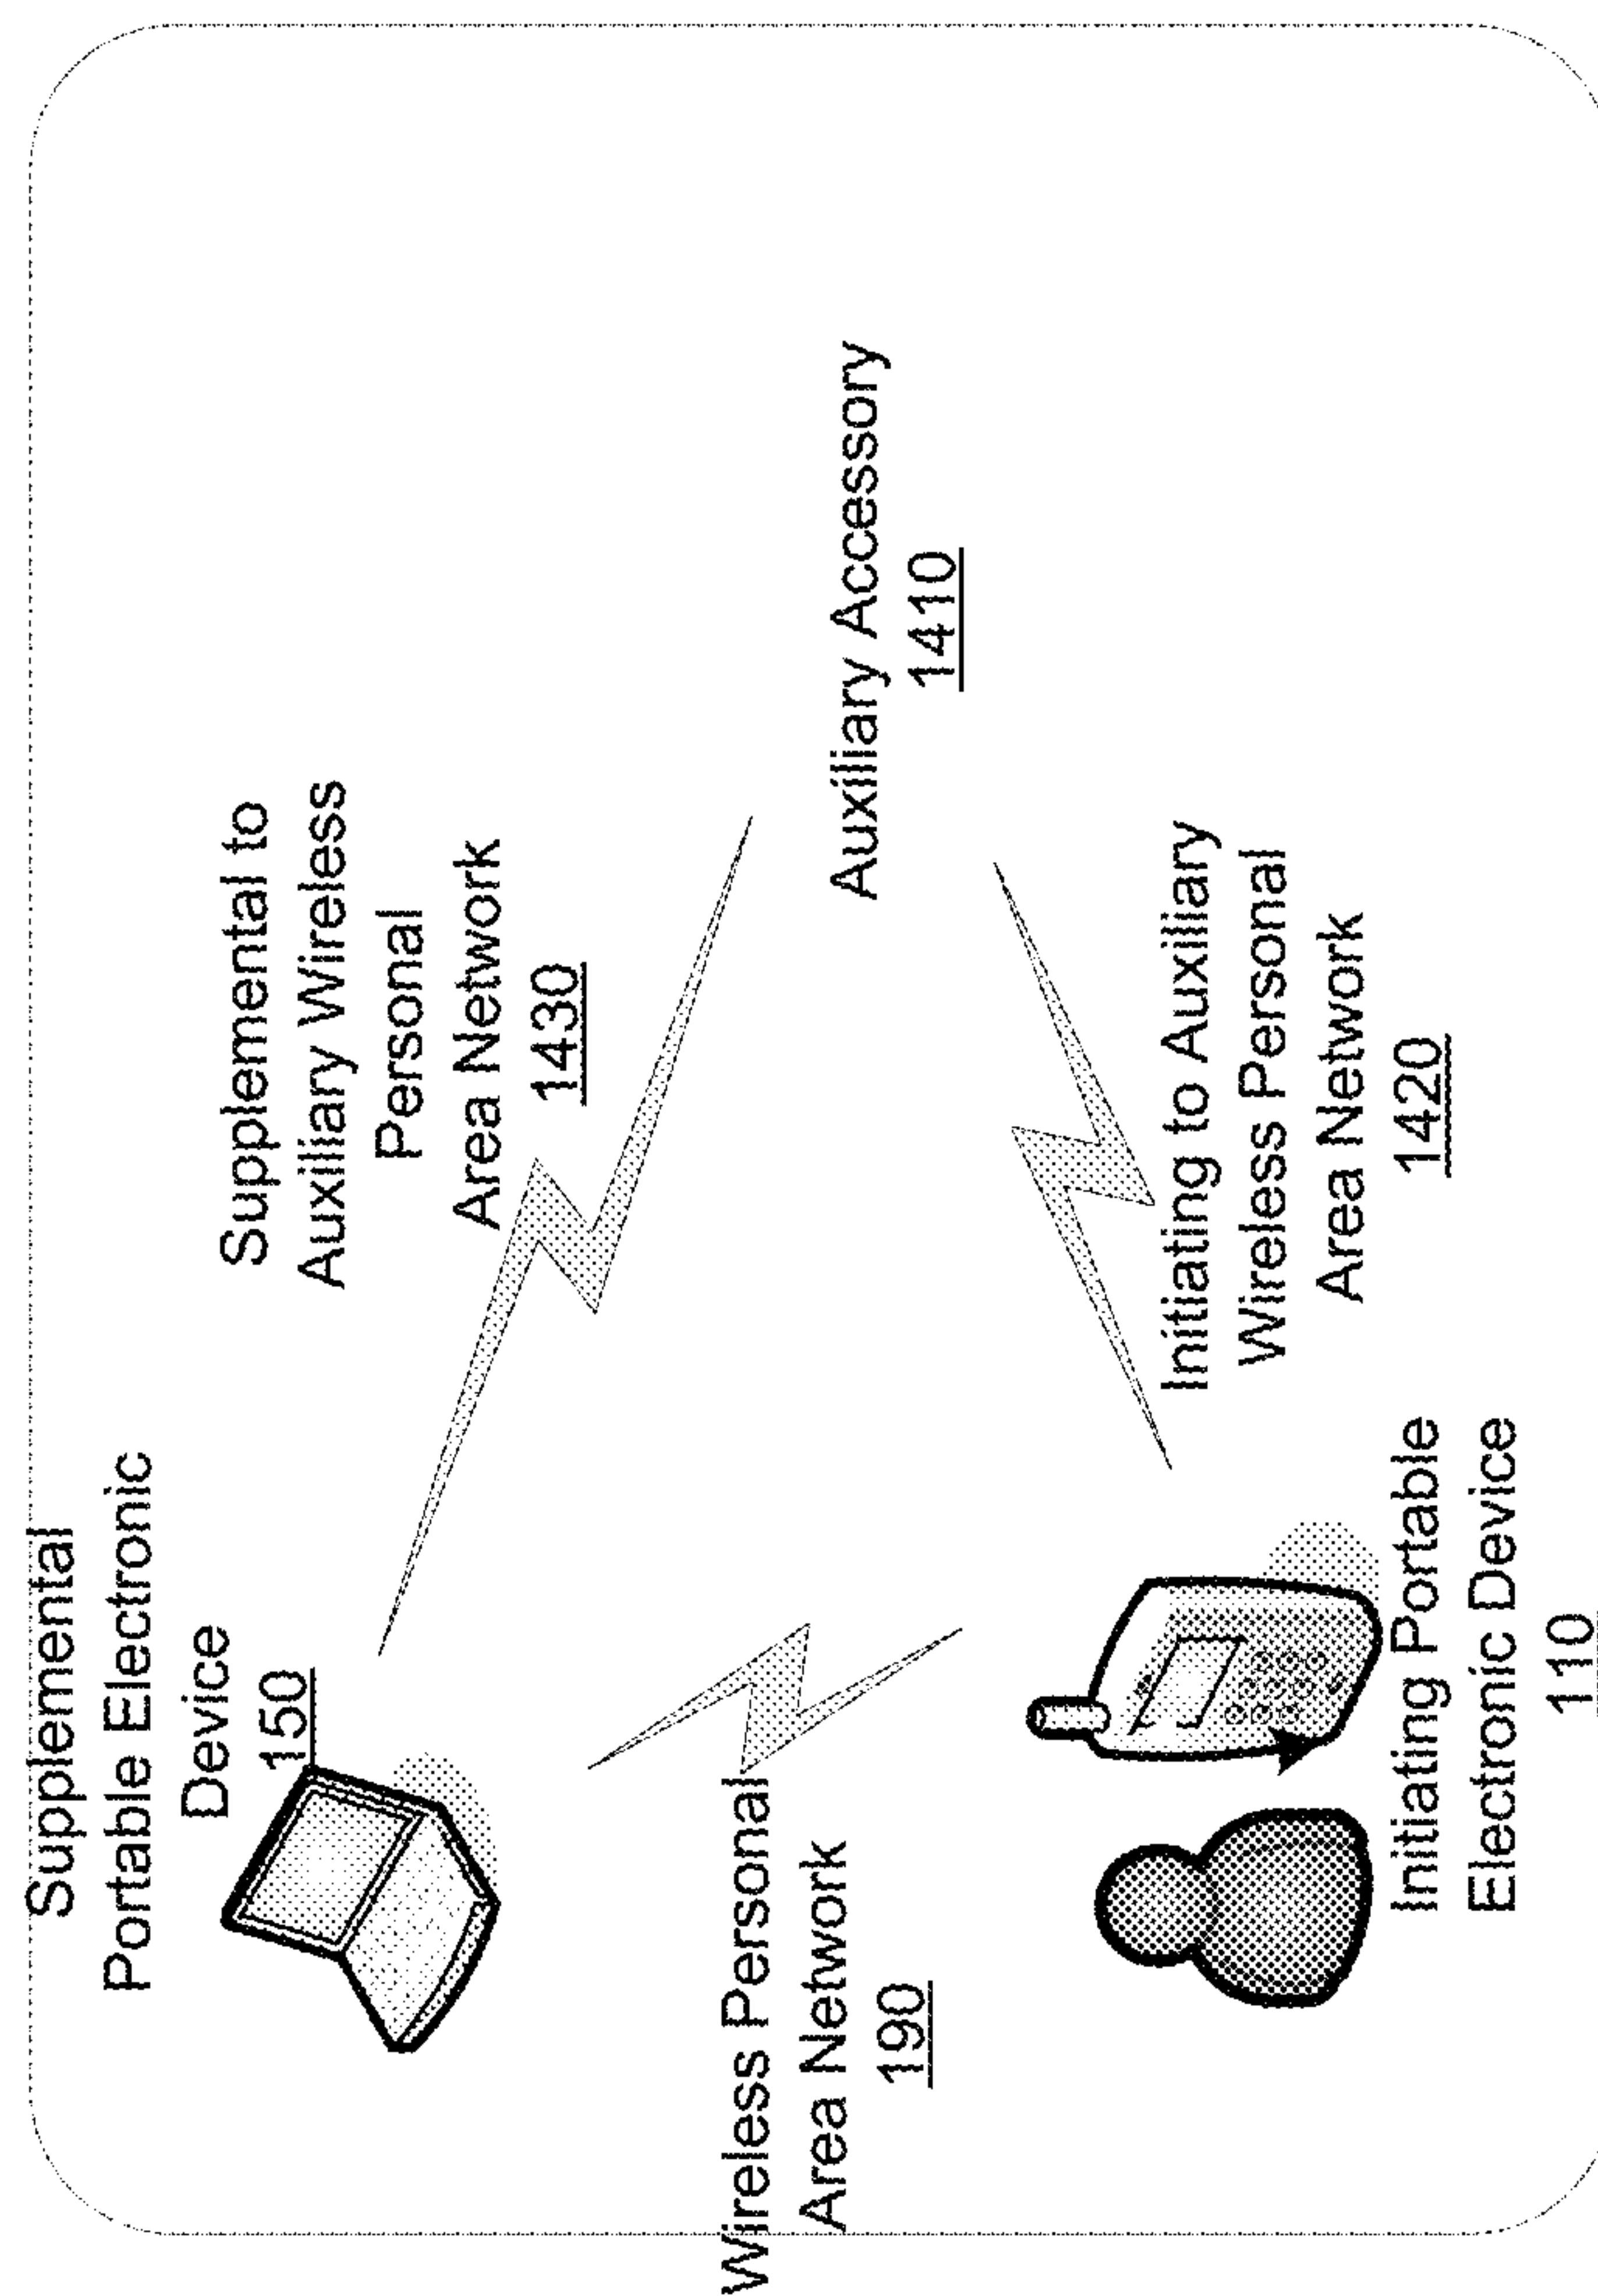 Supplemental
Portable Electronic
Device
150
Supplemental to
Auxiliary Wireless
Personal
Area Network
1430
Wireless Personal
Area Network
190
Auxiliary Accessory
1410
Initiating to Auxiliary
Wireless Personal
Area Network
1420
Initiating Portable
Electronic Device
110